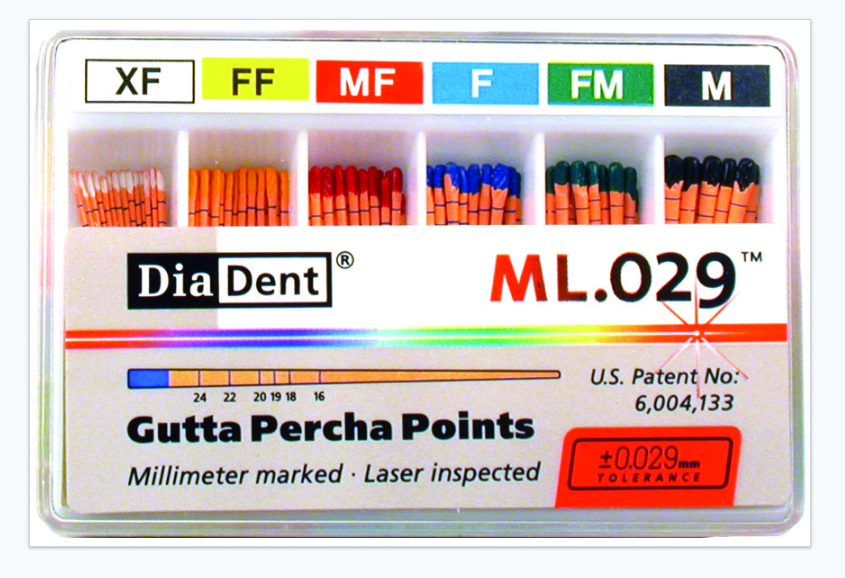 XF FF MF F FM M
DiaDent® ML.029™
24 22 20 19 18 16
U.S. Patent No:
6,004,133
Gutta Percha Points
Millimeter marked · Laser inspected
±0.029mm
TOLERANCE